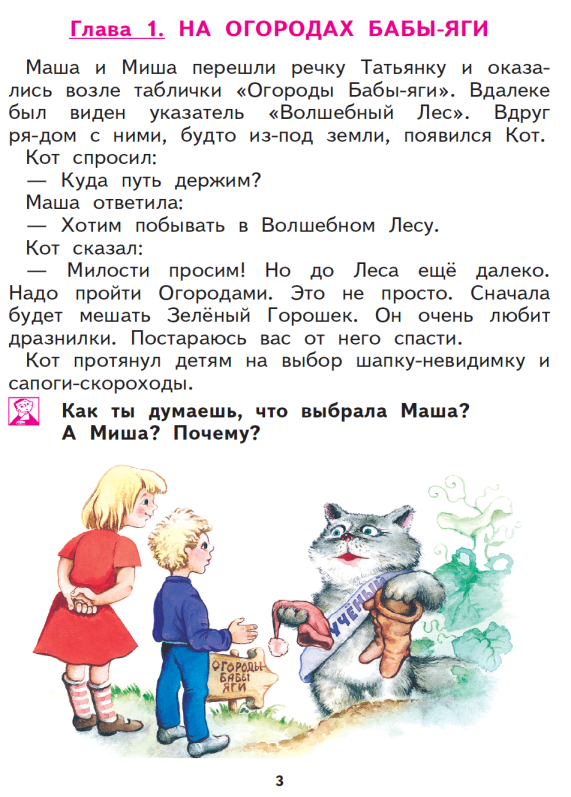 Глава 1. НА ОГОРОДАХ БАБЫ-ЯГИ
Маша и Миша перешли речку Татьянку и оказа-
лись возле таблички «Огороды Бабы-яги». Вдалеке
был виден указатель «Волшебный Лес». Вдруг
ря-дом с ними, будто из-под земли, появился Кот.
Кот спросил:
— Куда путь держим?
Маша ответила:
— Хотим побывать в Волшебном Лесу.
Кот сказал:
— Милости просим! Но до Леса ещё далеко.
Надо пройти Огородами. Это не просто. Сначала
будет мешать Зелёный Горошек. Он очень любит
дразнилки. Постараюсь вас от него спасти.
Кот протянул детям на выбор шапку-невидимку и
сапоги-скороходы.
Как ты думаешь, что выбрала Маша?
А Миша? Почему?
УЧЁНЫЙ
ОГОРОДЫ
БАБЫ
ЯГИ
3